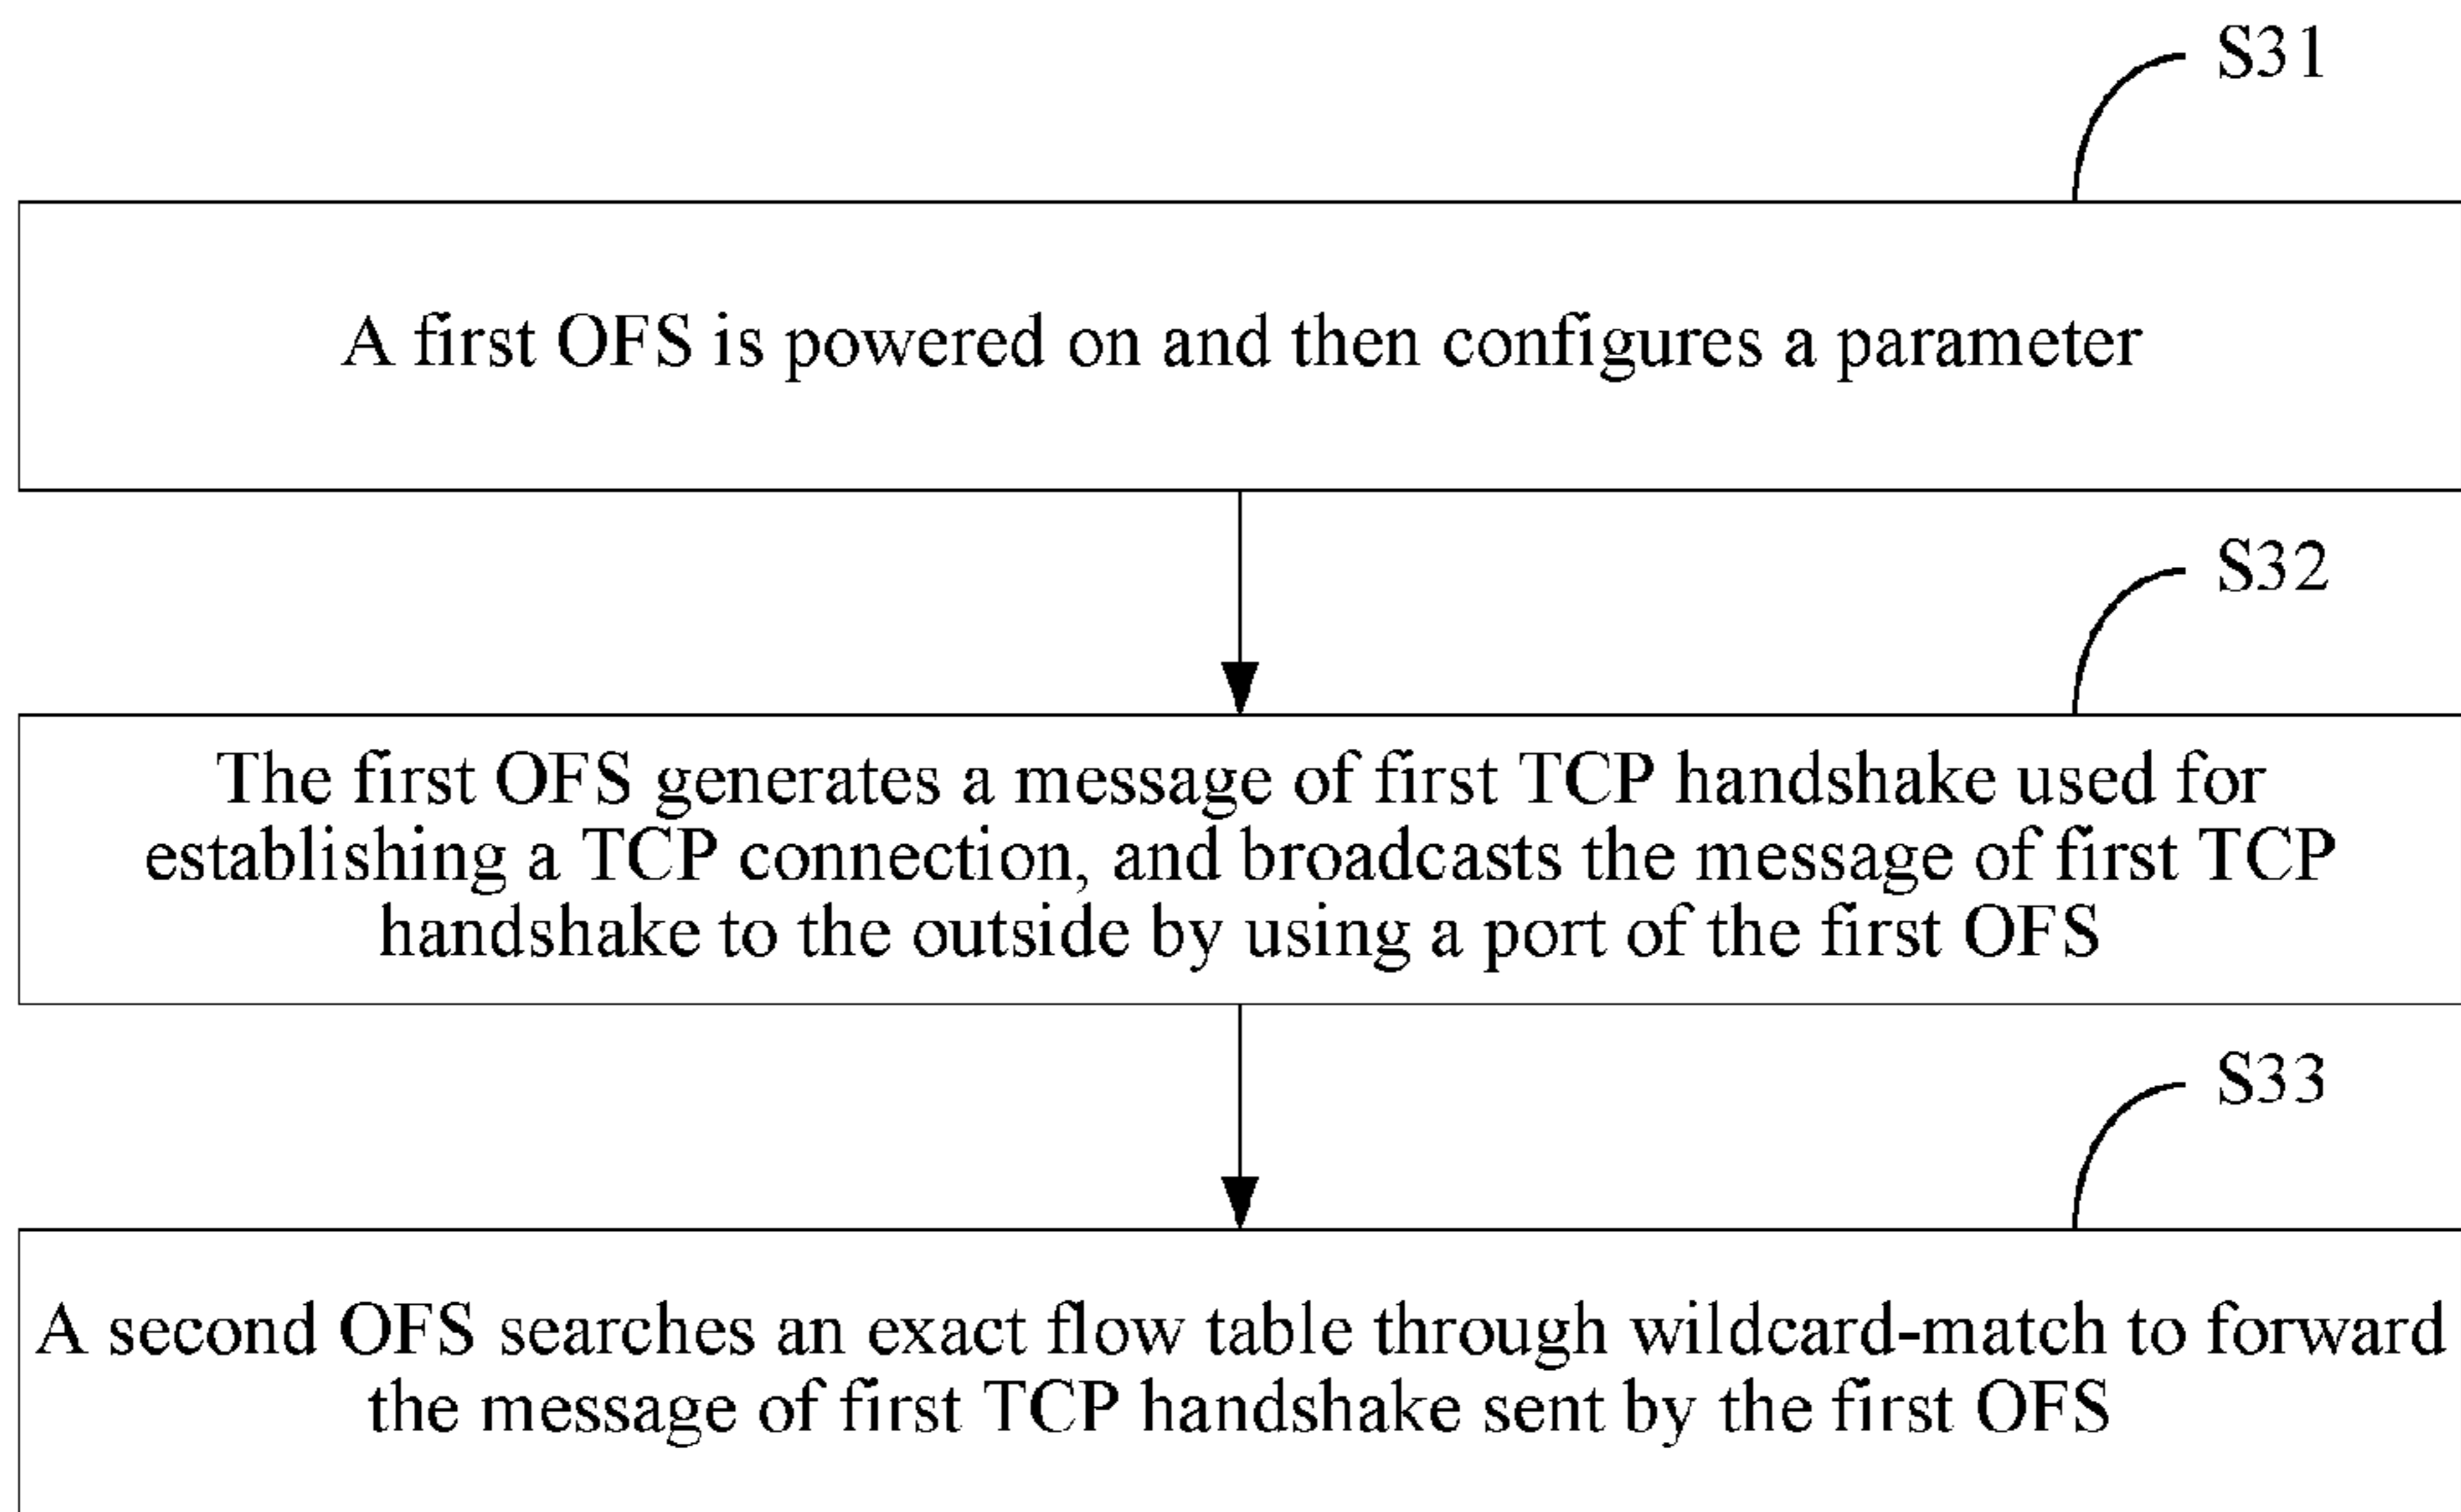 S31
A first OFS is powered on and then configures a parameter
S32
The first OFS generates a message of first TCP handshake used for
establishing a TCP connection, and broadcasts the message of first TCP
handshake to the outside by using a port of the first OFS
S33
A second OFS searches an exact flow table through wildcard-match to forward
the message of first TCP handshake sent by the first OFS